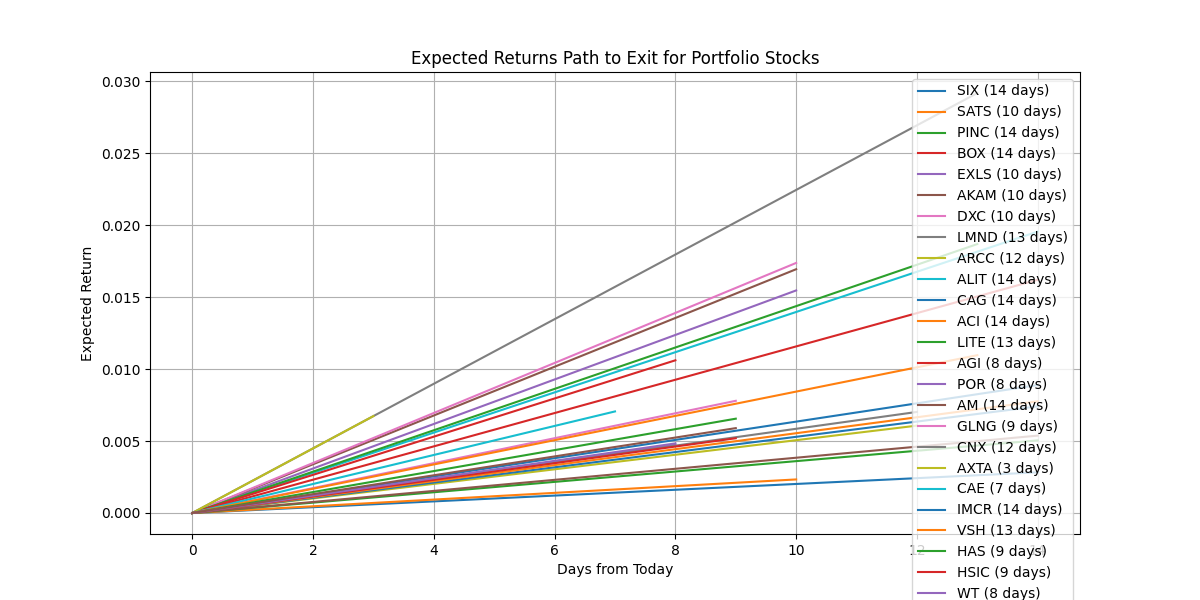 Expected Returns Path to Exit for Portfolio Stocks
Expected Return
0.030
0.025
0.020
0.015
0.010
0.005
0.000
0
2
4
6
8
10
12
Days from Today
SIX (14 days)
SATS (10 days)
PINC (14 days)
BOX (14 days)
EXLS (10 days)
AKAM (10 days)
DXC (10 days)
LMND (13 days)
ARCC (12 days)
ALIT (14 days)
CAG (14 days)
ACI (14 days)
LITE (13 days)
AGI (8 days)
POR (8 days)
AM (14 days)
GLNG (9 days)
CNX (12 days)
AXTA (3 days)
CAE (7 days)
IMCR (14 days)
VSH (13 days)
HAS (9 days)
HSIC (9 days)
WT (8 days)